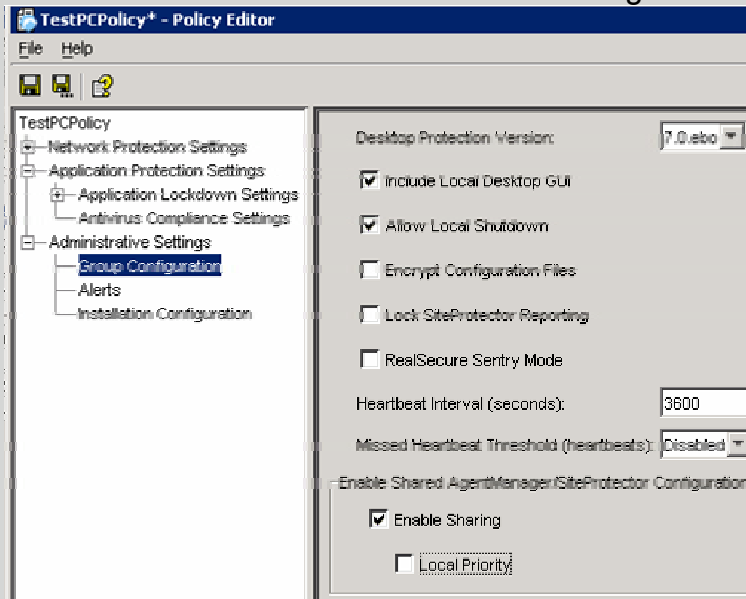 TestPCPolicy* - Policy Editor
File Help
TestPCPolicy
Network Protection Settings
Application Protection Settings
Application Lockdown Settings
Antivirus Compliance Settings
Administrative Settings
Group Configuration
Alerts
Installation Configuration
Desktop Protection Version: 7.0.ebo
Include Local Desktop GUI
Allow Local Shutdown
Encrypt Configuration Files
Lock SiteProtector Reporting
RealSecure Sentry Mode
Heartbeat Interval (seconds): 3600
Missed Heartbeat Threshold (heartbeats): Disabled
Enable Shared AgentManager/SiteProtector Configuration
Enable Sharing
Local Priority